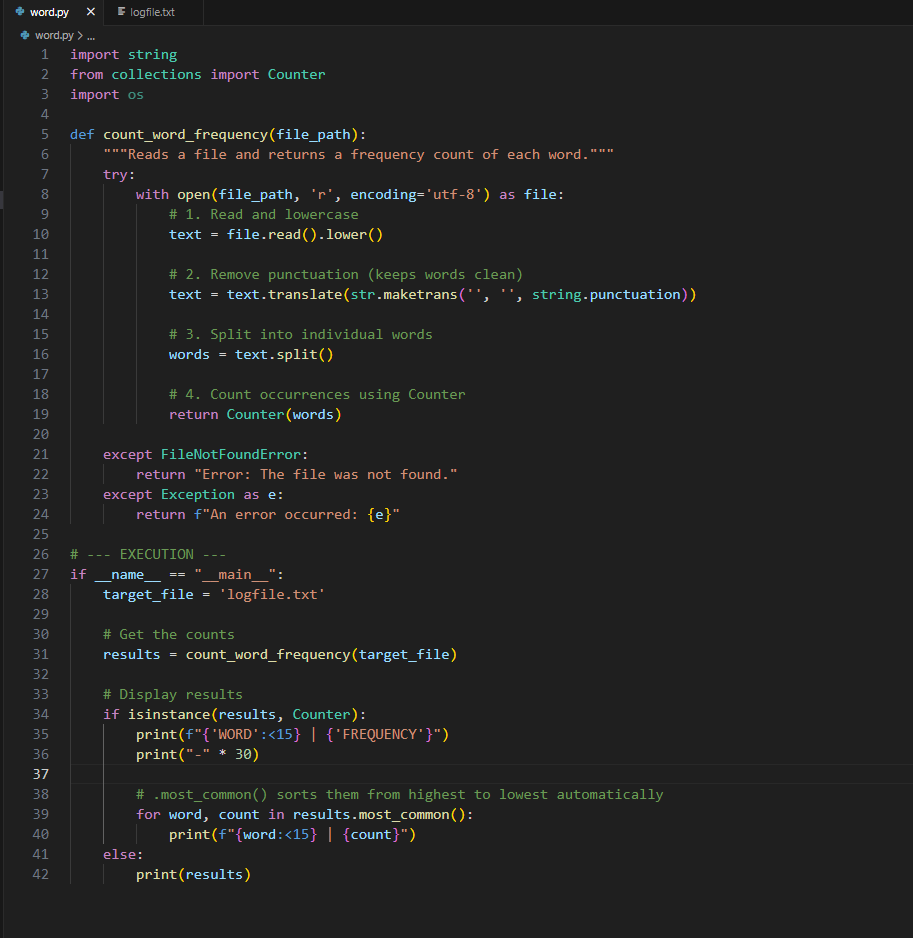 word.py
logfile.txt
word.py > ...
1 import string
2 from collections import Counter
3 import os
4
5 def count_word_frequency(file_path):
6     """Reads a file and returns a frequency count of each word."""
7     try:
8         with open(file_path, 'r', encoding='utf-8') as file:
9             # 1. Read and lowercase
10             text = file.read().lower()
11
12             # 2. Remove punctuation (keeps words clean)
13             text = text.translate(str.maketrans('', '', string.punctuation))
14
15             # 3. Split into individual words
16             words = text.split()
17
18             # 4. Count occurrences using Counter
19             return Counter(words)
20
21     except FileNotFoundError:
22         return "Error: The file was not found."
23     except Exception as e:
24         return f"An error occurred: {e}"
25
26 # --- EXECUTION ---
27 if __name__ == "__main__":
28     target_file = 'logfile.txt'
29
30     # Get the counts
31     results = count_word_frequency(target_file)
32
33     # Display results
34     if isinstance(results, Counter):
35         print(f"{'WORD':<15} | {'FREQUENCY'}")
36         print("-" * 30)
37
38         # .most_common() sorts them from highest to lowest automatically
39         for word, count in results.most_common():
40             print(f"{word:<15} | {count}")
41     else:
42         print(results)